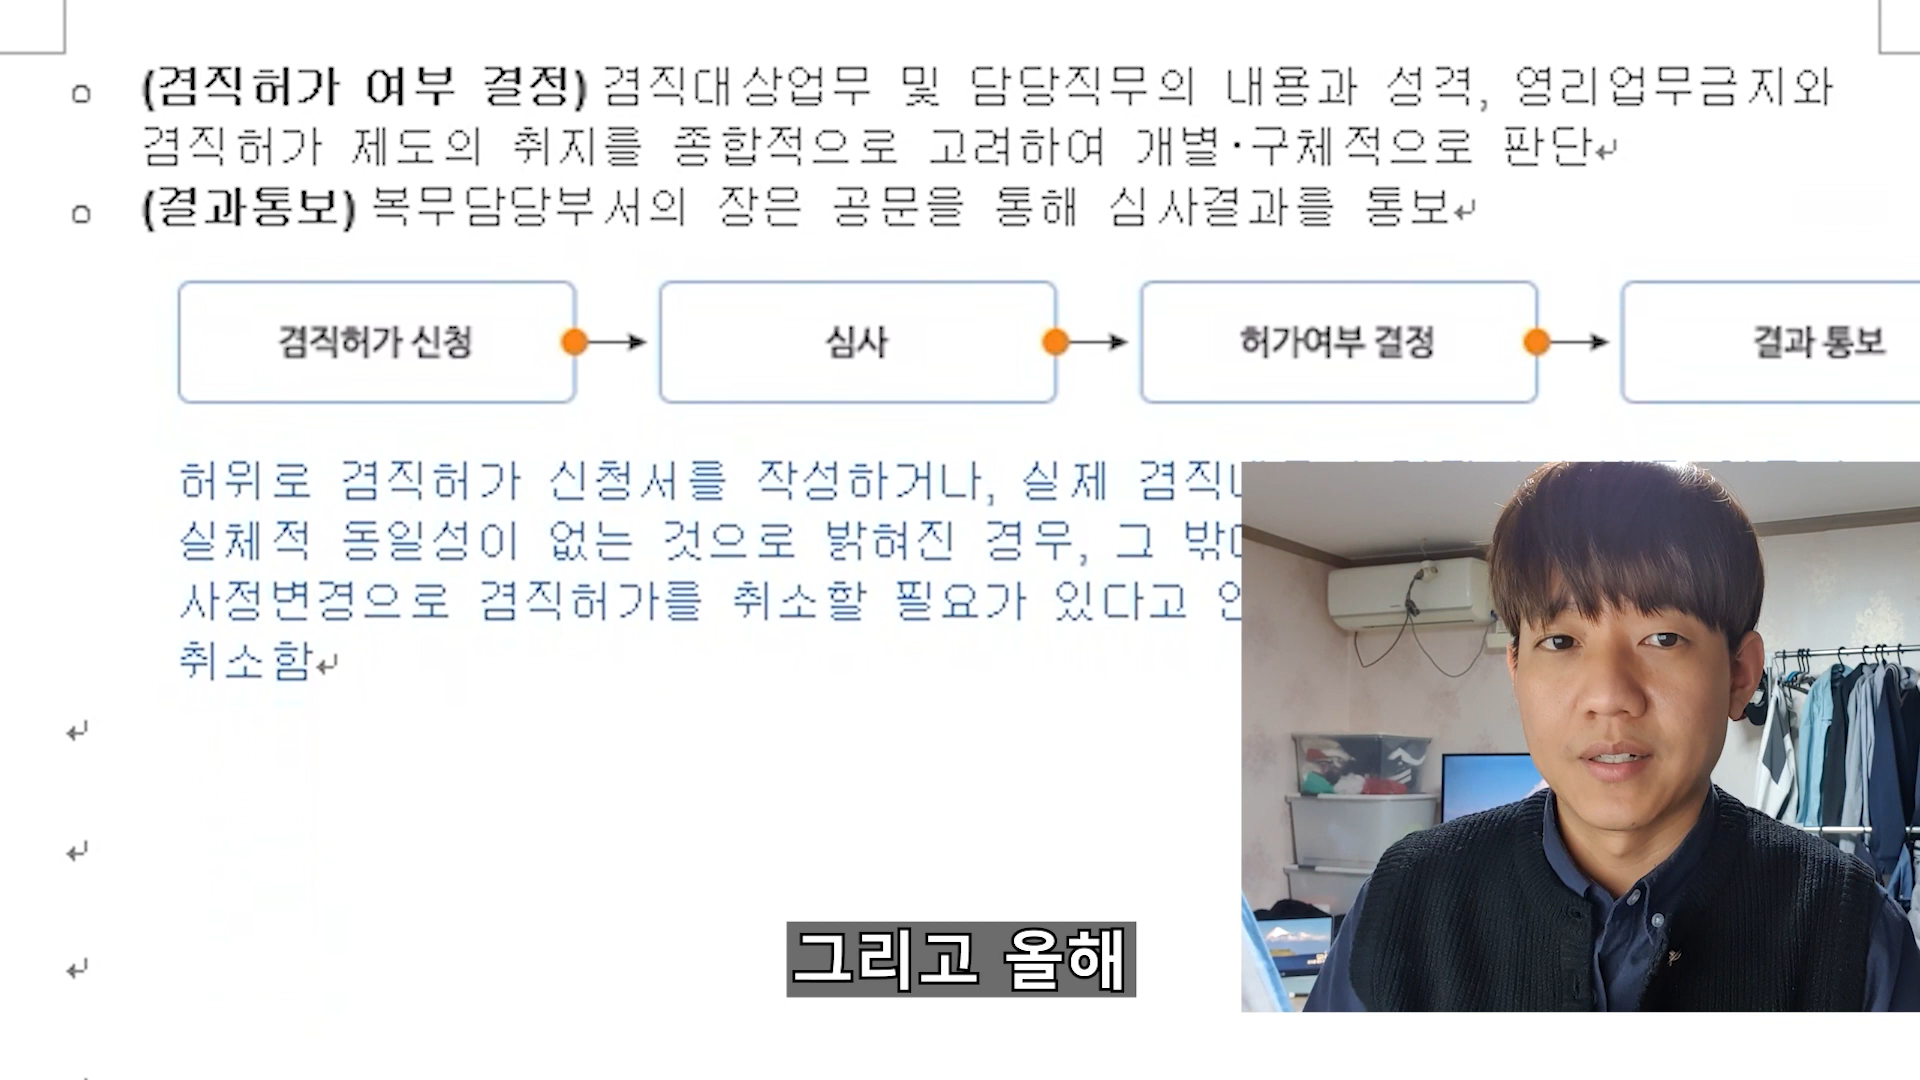 ㅇ (겸직허가 여부 결정) 겸직대상업무 및 담당직무의 내용과 성격, 영리업무금지와
겸직허가 제도의 취지를 종합적으로 고려하여 개별·구체적으로 판단
ㅇ (결과통보) 복무담당부서의 장은 공문을 통해 심사결과를 통보
겸직허가 신청
심사
허가여부 결정
결과 통보
허위로 겸직허가 신청서를 작성하거나, 실제
실체적 동일성이 없는 것으로 밝혀진 경우, 그
사정변경으로 겸직허가를 취소할 필요가 있다고
취소함
그리고 올해